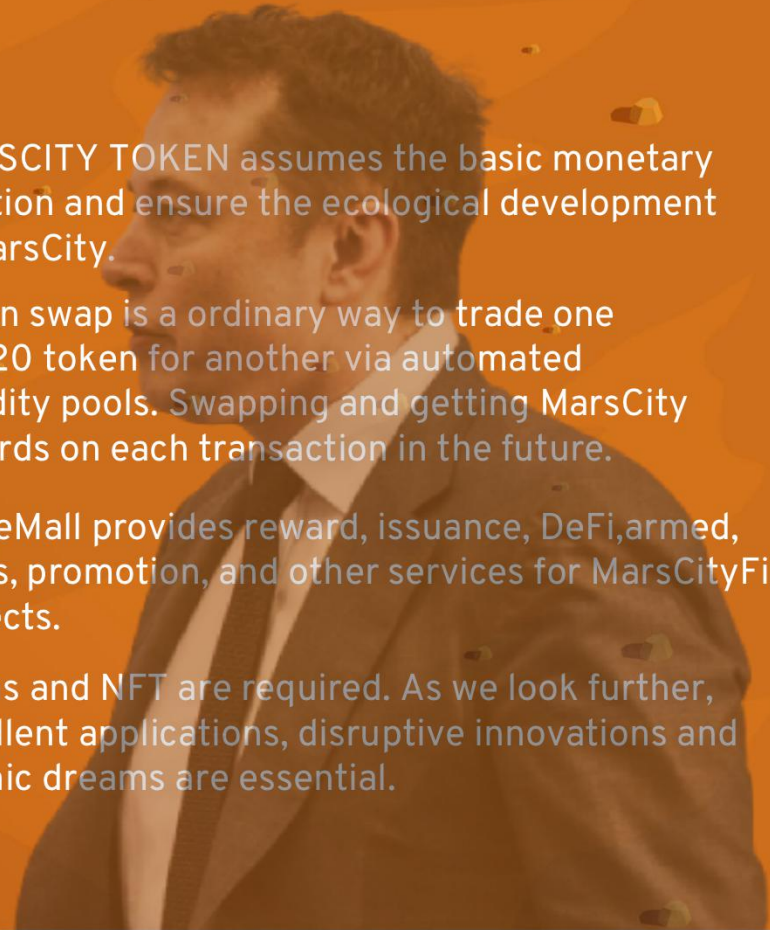 SCITY TOKEN assumes the basic monetary
tion and ensure the ecological development
arsCity.
n swap is a ordinary way to trade one
20 token for another via automated
dity pools. Swapping and getting MarsCity
rds on each transaction in the future.
eMall provides reward, issuance, DeFi,armed,
s, promotion, and other services for MarsCityFi
ects.
s and NFT are required. As we look further,
llent applications, disruptive innovations and
nic dreams are essential.